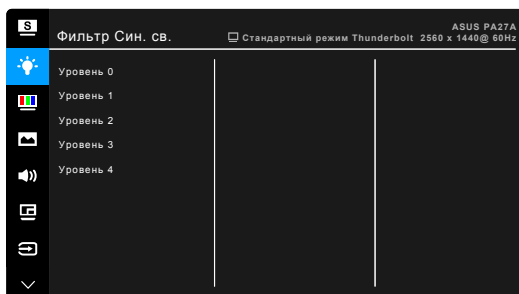 S
ASUS PA27A
Фильтр Син. св.
Стандартный режим Thunderbolt 2560 x 1440@ 60Hz
Уровень 0
Уровень 1
Уровень 2
Уровень 3
Уровень 4